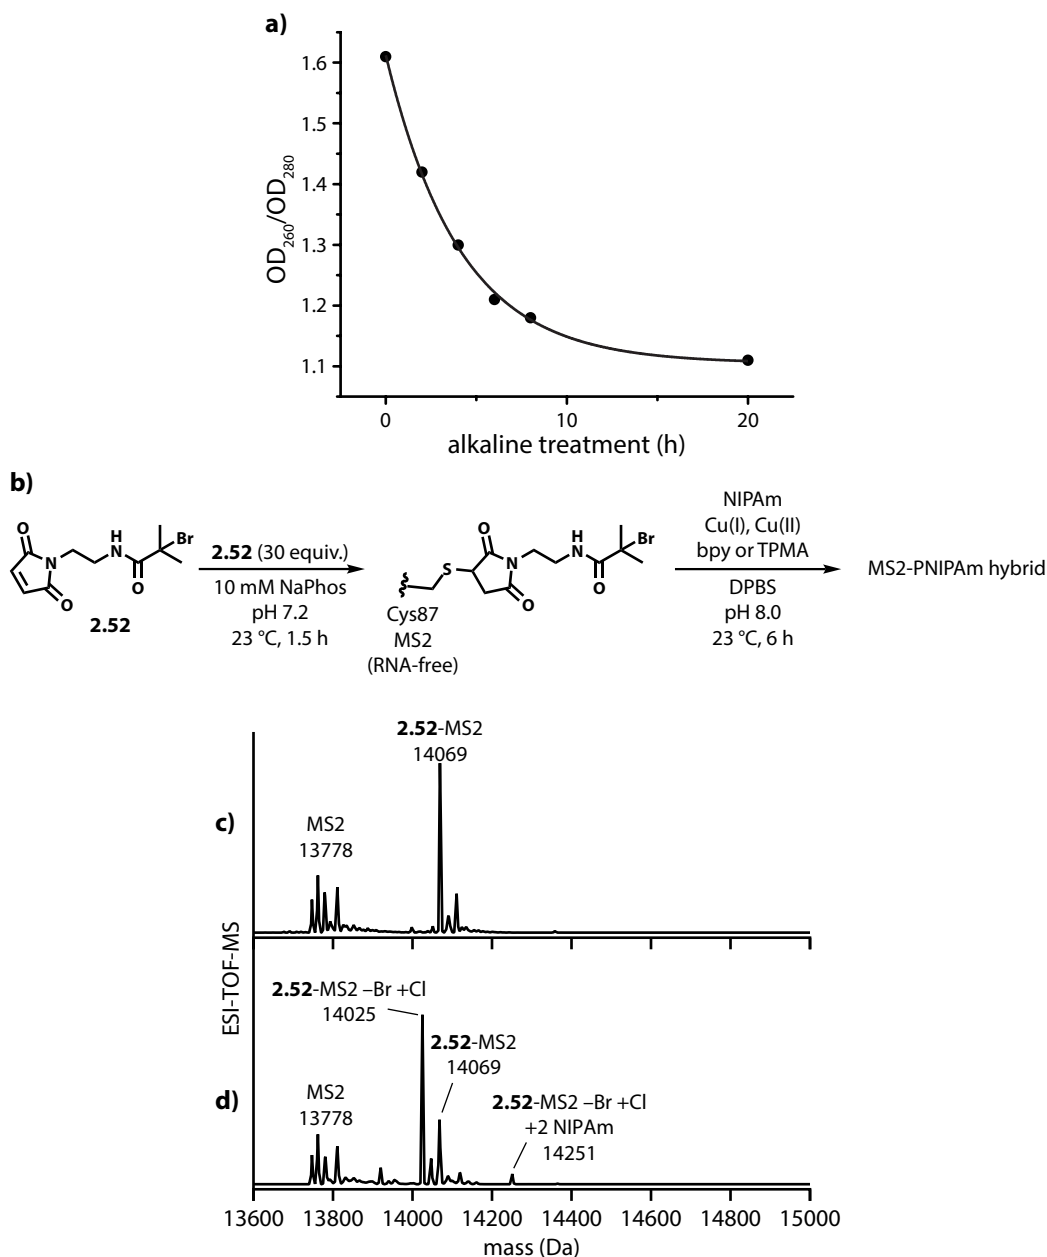 a)
1.6
1.5
1.4
1.3
1.2
1.1
OD260/OD280
0
10
20
alkaline treatment (h)
b)
O
N
O
H
N
O
Br
2.52
2.52 (30 equiv.)
10 mM NaPhos
pH 7.2
23 °C, 1.5 h
S
O
N
O
H
N
O
Br
Cys87
MS2
(RNA-free)
NIPAm
Cu(I), Cu(II)
bpy or TPMA
DPBS
pH 8.0
23 °C, 6 h
MS2-PNIPAm hybrid
c)
MS2
13778
2.52-MS2
14069
ESI-TOF-MS
d)
MS2
13778
2.52-MS2 –Br +Cl
14025
2.52-MS2
14069
2.52-MS2 –Br +Cl
+2 NIPAm
14251
13600 13800 14000 14200 14400 14600 14800 15000
mass (Da)